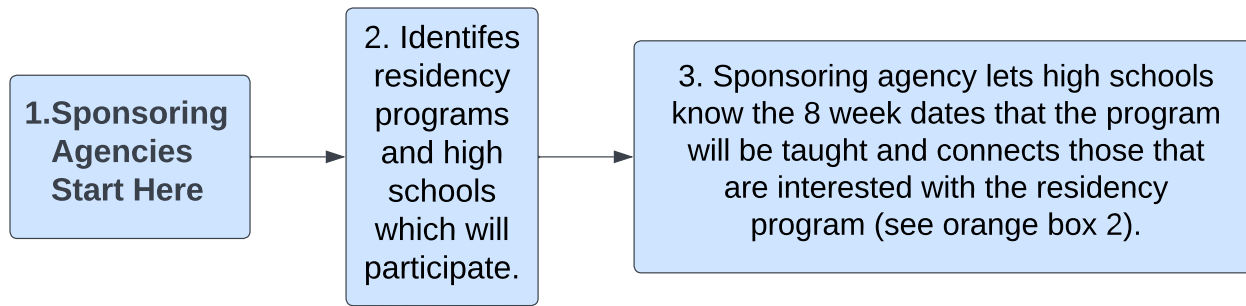 1.Sponsoring
Agencies
Start Here
2. Identifes
residency
programs
and high
schools
which will
participate.
3. Sponsoring agency lets high schools
know the 8 week dates that the program
will be taught and connects those that
are interested with the residency
program (see orange box 2).